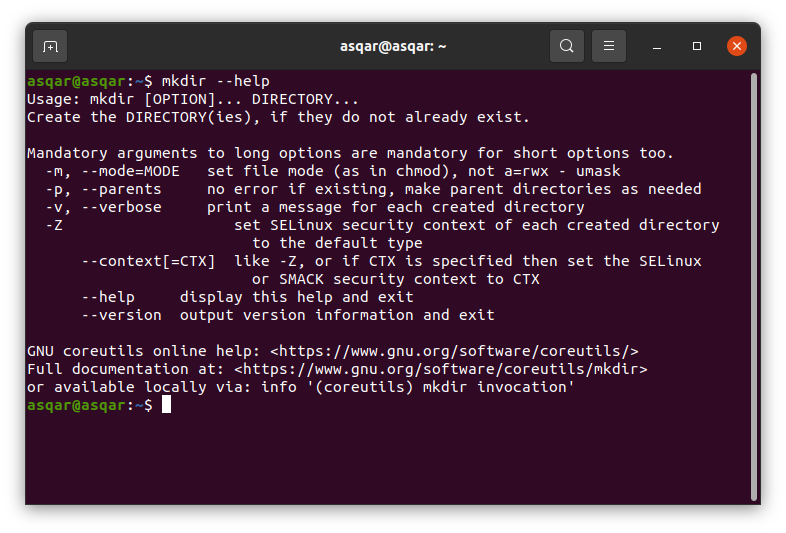 asqar@asqar: ~
asqar@asqar:~$ mkdir --help
Usage: mkdir [OPTION]... DIRECTORY...
Create the DIRECTORY(ies), if they do not already exist.

Mandatory arguments to long options are mandatory for short options too.
  -m, --mode=MODE   set file mode (as in chmod), not a=rwx - umask
  -p, --parents     no error if existing, make parent directories as needed
  -v, --verbose     print a message for each created directory
  -Z                   set SELinux security context of each created directory
                         to the default type
      --context[=CTX]  like -Z, or if CTX is specified then set the SELinux
                         or SMACK security context to CTX
      --help     display this help and exit
      --version  output version information and exit

GNU coreutils online help: <https://www.gnu.org/software/coreutils/>
Full documentation at: <https://www.gnu.org/software/coreutils/mkdir>
or available locally via: info '(coreutils) mkdir invocation'
asqar@asqar:~$